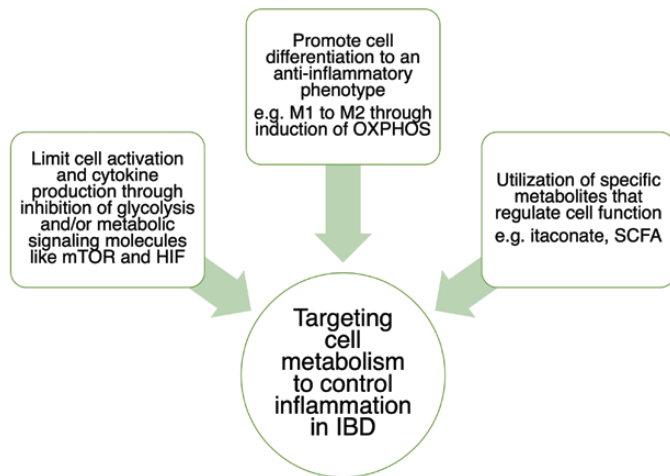 Promote cell
differentiation to an
anti-inflammatory
phenotype
e.g. M1 to M2 through
induction of OXPHOS
Limit cell activation
and cytokine
production through
inhibition of glycolysis
and/or metabolic
signaling molecules
like mTOR and HIF
Utilization of specific
metabolites that
regulate cell function
e.g. itaconate, SCFA
Targeting
cell
metabolism
to control
inflammation
in IBD